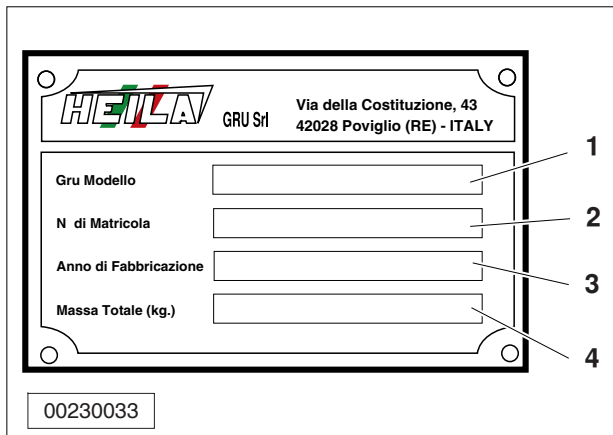 HEILA
GRU Srl
Via della Costituzione, 43
42028 Poviglio (RE) - ITALY
Gru Modello
N di Matricola
Anno di Fabbricazione
Massa Totale (kg.)
1
2
3
4
00230033